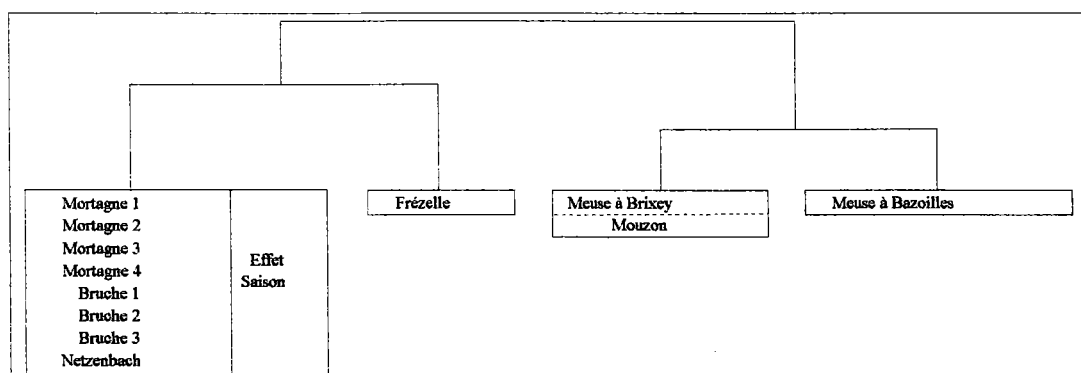 Mortagne 1
Mortagne 2
Mortagne 3
Mortagne 4
Bruche 1
Bruche 2
Bruche 3
Netzenbach
Effet
Saison
Frézelle
Meuse à Brixey
Mouzon
Meuse à Bazoilles